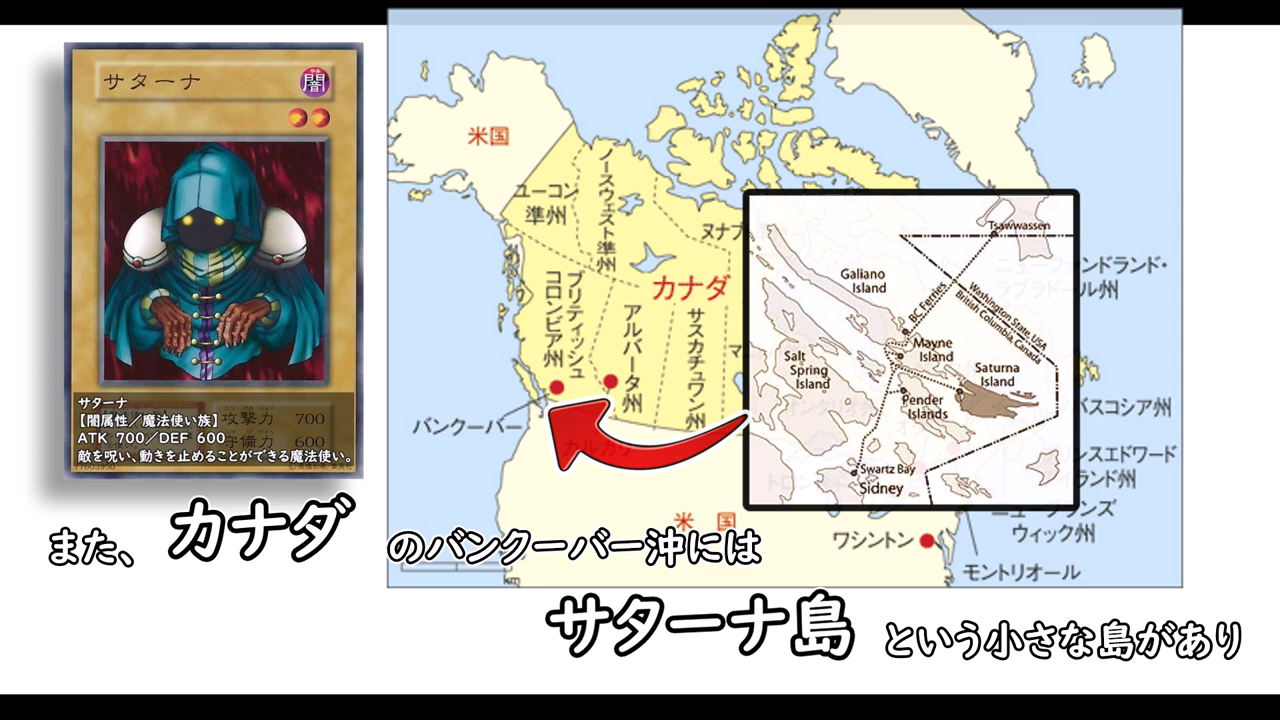 サターナ
闇
サターナ
【闇属性／魔法使い族】
ATK 700／DEF 600
敵を呪い、動きを止めることができる魔法使い。
攻撃力 700
守備力 600
米国
ユーコン
準州
ノースウェスト準州
ヌナブ
カナダ
ブリティッシュ
コロンビア州
アルバータ州
サスカチュワン州
マ
バンクーバー
カルガリ
米国
ワシントン
モントリオール
ニューファンドランド・
ラブラドール州
バスコシア州
ルスエドワード
ランド州
ニューブランズ
ウィック州
km
Tsawwassen
Galiano
Island
BC Ferries
Washington State, USA
British Columbia, Canada
Mayne
Island
Salt
Spring
Island
Saturna
Island
Pender
Islands
Swartz Bay
Sidney
また、カナダのバンクーバー沖には
サターナ島という小さな島があり